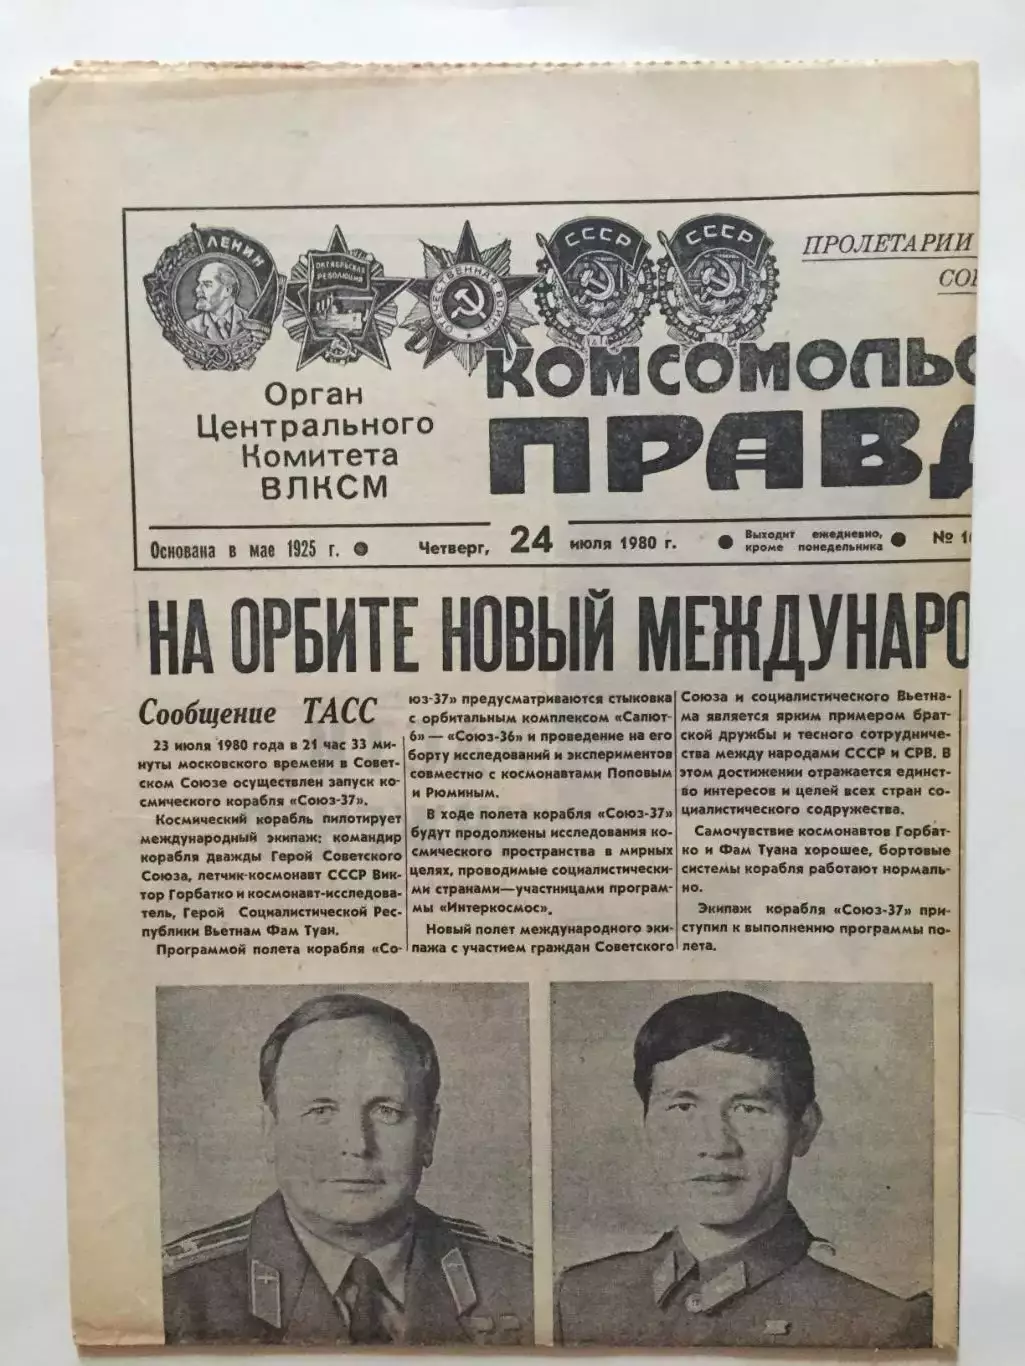 ЛЕНИН
ОКТЯБРЬСКАЯ
РЕВОЛЮЦИЯ
ОТЕЧЕСТВЕННАЯ ВОЙНА
СССР
СССР
ПРОЛЕТАРИИ
Орган
Центрального
Комитета
ВЛКСМ
КОМСОМОЛЬС
ПРАВД
Основана в мае 1925 г. ● Четверг, 24 июля 1980 г. ● Выходит ежедневно, кроме понедельника ● №
НА ОРБИТЕ НОВЫЙ МЕЖДУНАРО
Сообщение ТАСС
23 июля 1980 года в 21 час 33 ми-
нуты московского времени в Совет-
ском Союзе осуществлен запуск ко-
смического корабля «Союз-37».
Космический корабль пилотирует
международный экипаж: командир
корабля дважды Герой Советского
Союза, летчик-космонавт СССР Вик-
тор Горбатко и космонавт-исследова-
тель, Герой Социалистической Рес-
публики Вьетнам Фам Туан.
Программой полета корабля «Со-
юз-37» предусматриваются стыковка
с орбитальным комплексом «Салют-
6» — «Союз-36» и проведение на его
борту исследований и экспериментов
совместно с космонавтами Поповым
и Рюминым.
В ходе полета корабля «Союз-37»
будут продолжены исследования ко-
смического пространства в мирных
целях, проводимые социалистически-
ми странами—участницами програм-
мы «Интеркосмос».
Новый полет международного эки-
пажа с участием граждан Советского
Союза и социалистического Вьетна-
ма является ярким примером брат-
ской дружбы и тесного сотрудниче-
ства между народами СССР и СРВ. В
этом достижении отражается единст-
во интересов и целей всех стран со-
циалистического содружества.
Самочувствие космонавтов Горбат-
ко и Фам Туана хорошее, бортовые
системы корабля работают нормаль-
но.
Экипаж корабля «Союз-37» при-
ступил к выполнению программы по-
лета.